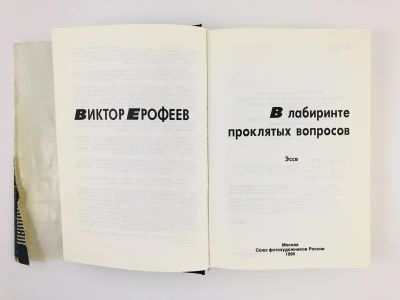 ВИКТОР ЕРОФЕЕВ
В лабиринте
проклятых вопросов
Эссе
Москва
Союз фотохудожников России
1996